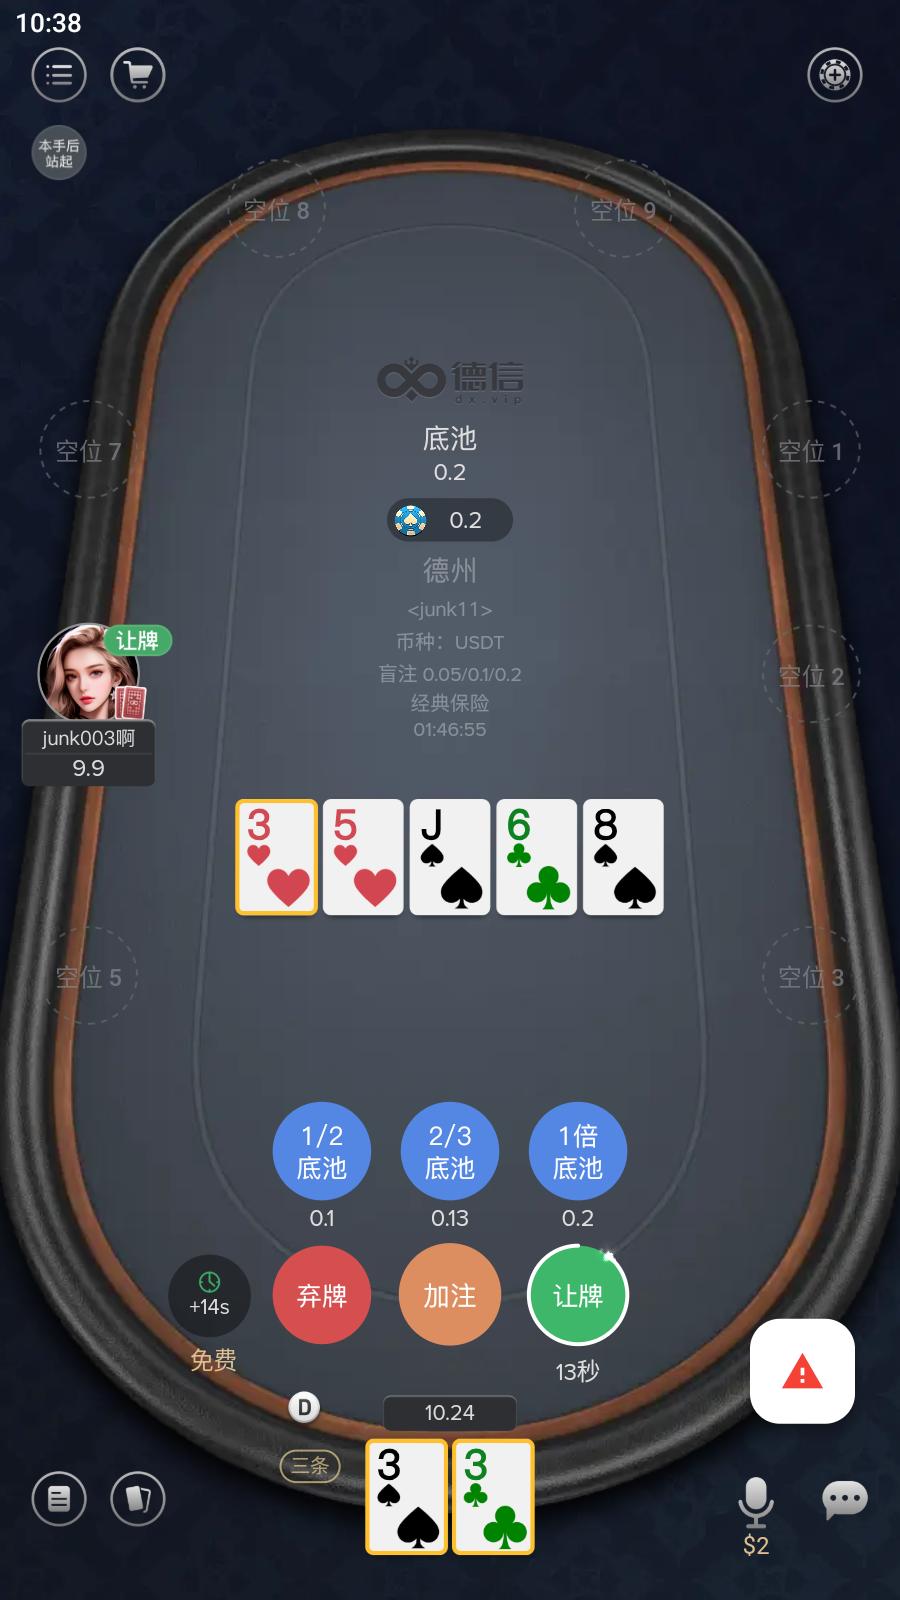 10:38
本手后
站起
空位 8
空位 9
德信
dx.vip
底池
0.2
空位 7
空位 1
0.2
德州
<junk11>
让牌
币种：USDT
盲注 0.05/0.1/0.2
空位 2
经典保险
01:46:55
junk003啊
9.9
3
5
J
6
8
空位 5
空位 3
1/2
底池
2/3
底池
1倍
底池
0.1
0.13
0.2
+14s
弃牌
加注
让牌
免费
13秒
D
10.24
三条
3
3
$2